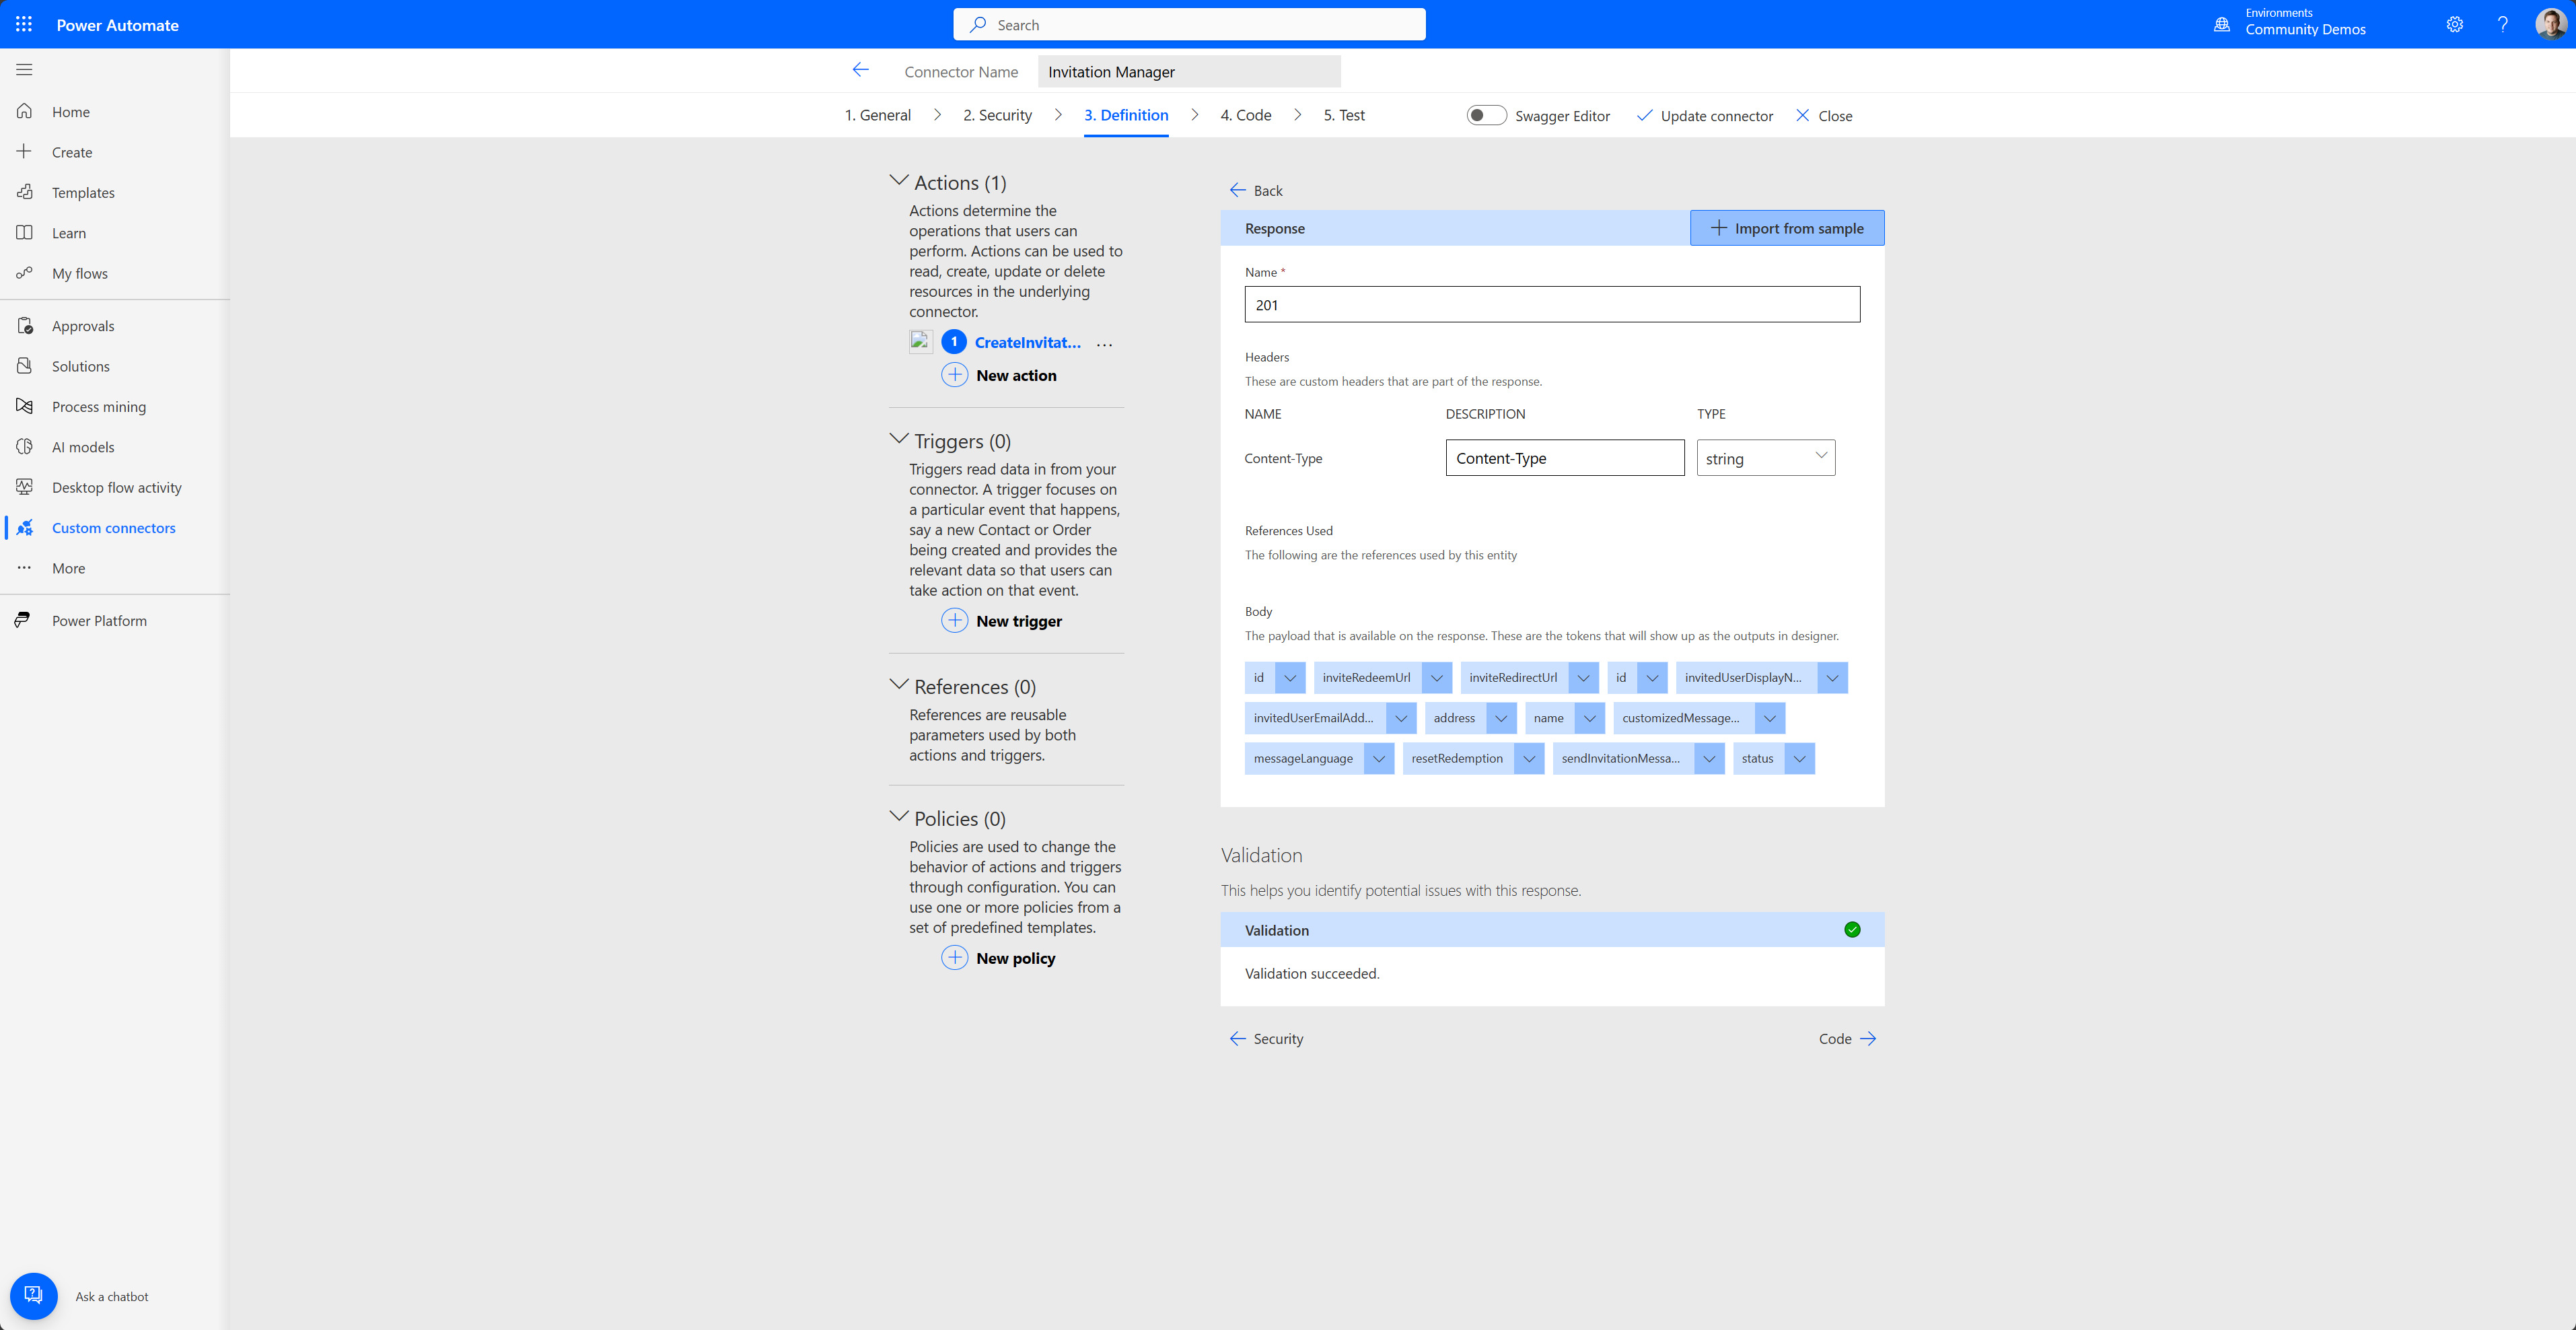 Power Automate
Search
Environments
Community Demos
Connector Name
Invitation Manager
1. General
2. Security
3. Definition
4. Code
5. Test
Swagger Editor
Update connector
Close
Home
Create
Templates
Learn
My flows
Approvals
Solutions
Process mining
AI models
Desktop flow activity
Custom connectors
More
Power Platform
Ask a chatbot
Actions (1)
Actions determine the
operations that users can
perform. Actions can be used to
read, create, update or delete
resources in the underlying
connector.
1 CreateInvitat... ...
New action
Triggers (0)
Triggers read data in from your
connector. A trigger focuses on
a particular event that happens,
say a new Contact or Order
being created and provides the
relevant data so that users can
take action on that event.
New trigger
References (0)
References are reusable
parameters used by both
actions and triggers.
Policies (0)
Policies are used to change the
behavior of actions and triggers
through configuration. You can
use one or more policies from a
set of predefined templates.
New policy
Back
Response
Import from sample
Name *
201
Headers
These are custom headers that are part of the response.
NAME DESCRIPTION TYPE
Content-Type Content-Type string
References Used
The following are the references used by this entity
Body
The payload that is available on the response. These are the tokens that will show up as the outputs in designer.
id inviteRedeemUrl inviteRedirectUrl id invitedUserDisplayN...
invitedUserEmailAdd... address name customizedMessage...
messageLanguage resetRedemption sendInvitationMessa... status
Validation
This helps you identify potential issues with this response.
Validation
Validation succeeded.
Security
Code